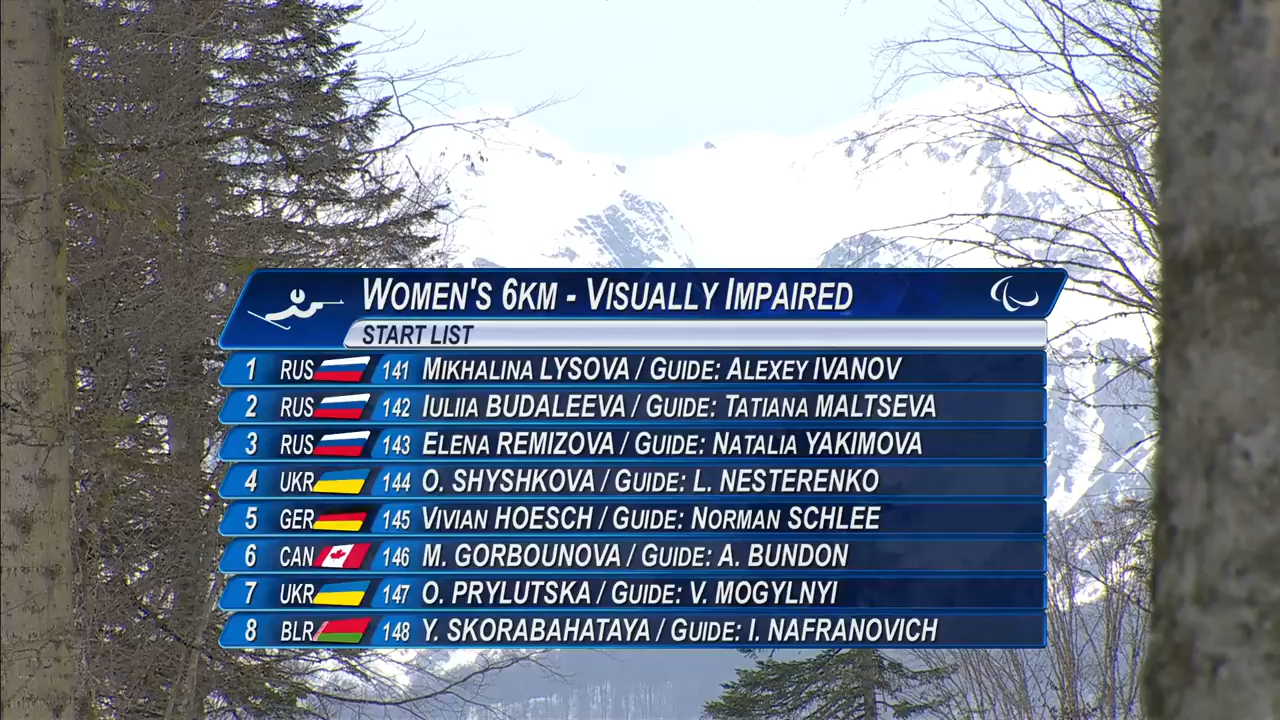 WOMEN'S 6KM - VISUALLY IMPAIRED
START LIST
1 RUS 141 MIKHALINA LYSOVA / GUIDE: ALEXEY IVANOV
2 RUS 142 IULIIA BUDALEEVA / GUIDE: TATIANA MALTSEVA
3 RUS 143 ELENA REMIZOVA / GUIDE: NATALIA YAKIMOVA
4 UKR 144 O. SHYSHKOVA / GUIDE: L. NESTERENKO
5 GER 145 VIVIAN HOESCH / GUIDE: NORMAN SCHLEE
6 CAN 146 M. GORBOUNOVA / GUIDE: A. BUNDON
7 UKR 147 O. PRYLUTSKA / GUIDE: V. MOGYLNYI
8 BLR 148 Y. SKORABAHATAYA / GUIDE: I. NAFRANOVICH